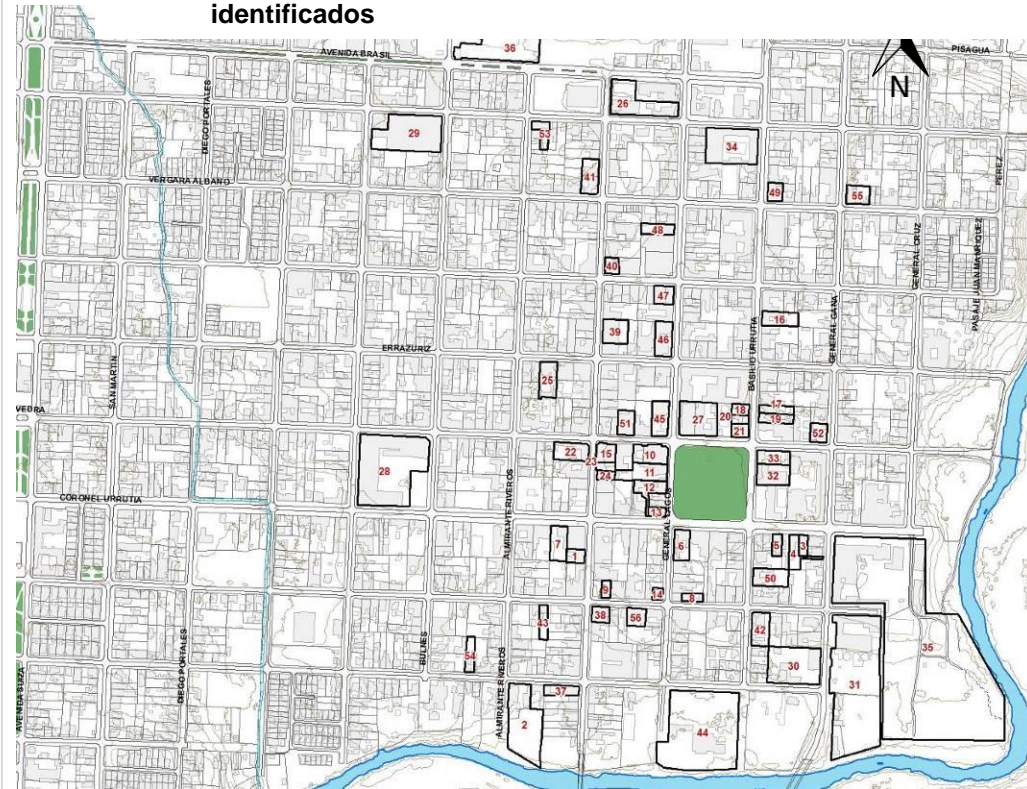 identificados
36
AVENIDA BRASIL
PISAGUA
N
26
DIEGO PORTALES
29
53
34
41
VERGARA ALBANO
49
55
PEREZ
48
40
GENERAL CRUZ
PASAJE JUAN MANRIQUEZ
47
39
46
16
ERRAZURIZ
BASILIO URRUTIA
GENERAL GANA
SAN MARTIN
25
VEDRA
51
45
27
20
18
21
17
19
52
28
22
23
15
24
10
11
12
13
33
32
CORONEL URRUTIA
ALMIRANTE RIVEROS
GENERAL LAGOS
7
1
6
5
4
3
50
9
14
8
38
56
43
42
54
BULNES
30
31
35
DIEGO PORTALES
AVENIDA SUIZA
ALMIRANTE RIVEROS
37
2
44